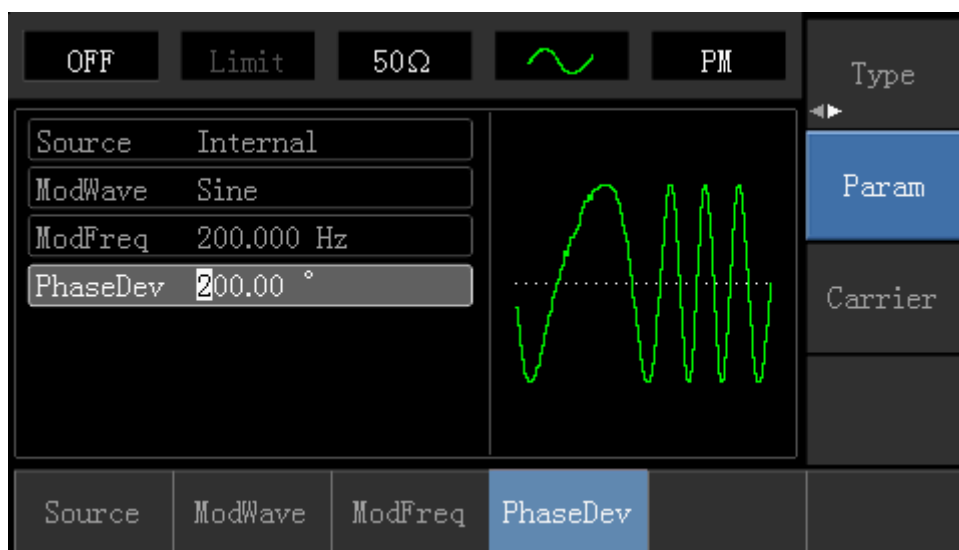 OFF Limit 50Ω PM
Type
Source Internal
ModWave Sine
ModFreq 200.000 Hz
PhaseDev 200.00 °
Param
Carrier
Source ModWave ModFreq PhaseDev